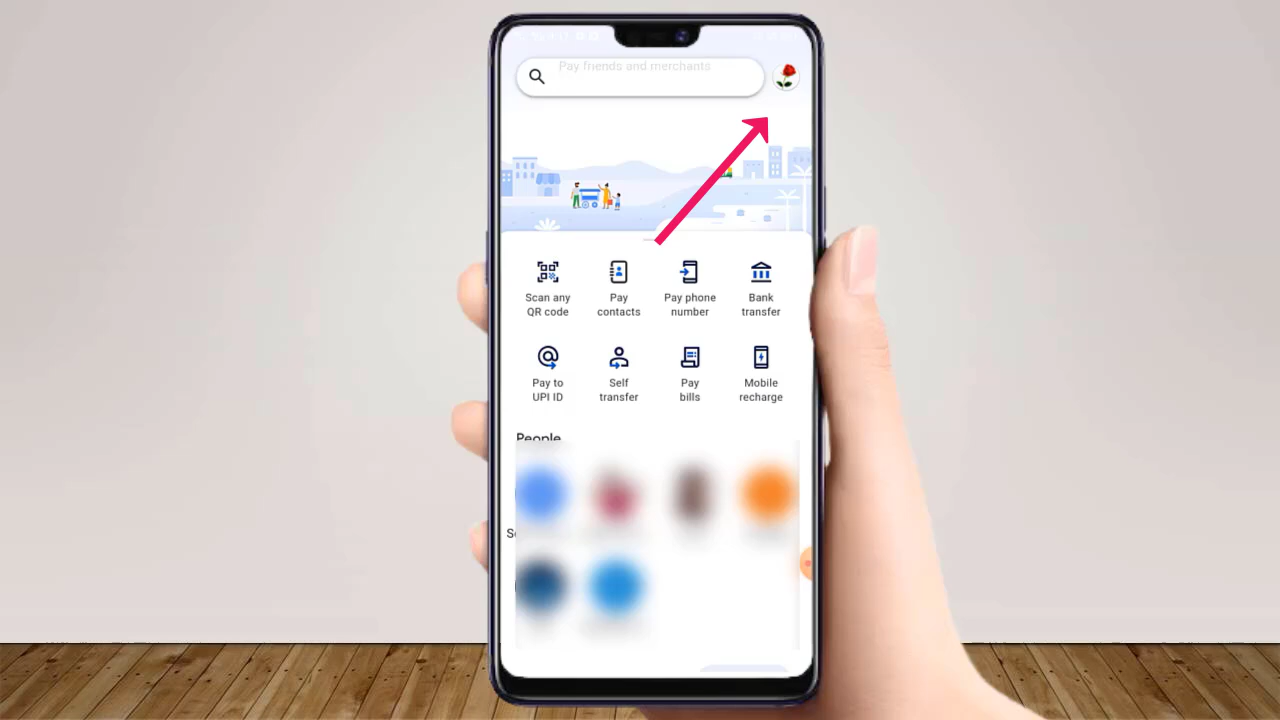 Pay friends and merchants
Scan any
QR code
Pay
contacts
Pay phone
number
Bank
transfer
Pay to
UPI ID
Self
transfer
Pay
bills
Mobile
recharge
People